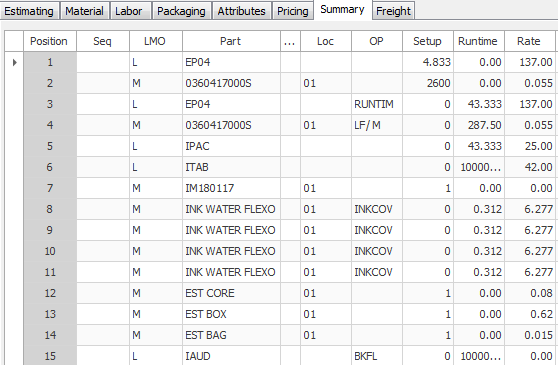 Estimating Material Labor Packaging Attributes Pricing Summary Freight
Position Seq LMO Part ... Loc OP Setup Runtime Rate
1 L EP04 4.833 0.00 137.00
2 M 0360417000S 01 2600 0.00 0.055
3 L EP04 RUNTIM 0 43.333 137.00
4 M 0360417000S 01 LF/M 0 287.50 0.055
5 L IPAC 0 43.333 25.00
6 L ITAB 0 10000... 42.00
7 M IM180117 01 1 0.00 0.00
8 M INK WATER FLEXO 01 INKCOV 0 0.312 6.277
9 M INK WATER FLEXO 01 INKCOV 0 0.312 6.277
10 M INK WATER FLEXO 01 INKCOV 0 0.312 6.277
11 M INK WATER FLEXO 01 INKCOV 0 0.312 6.277
12 M EST CORE 01 1 0.00 0.08
13 M EST BOX 01 1 0.00 0.62
14 M EST BAG 01 1 0.00 0.015
15 L IAUD BKFL 0 10000... 0.00